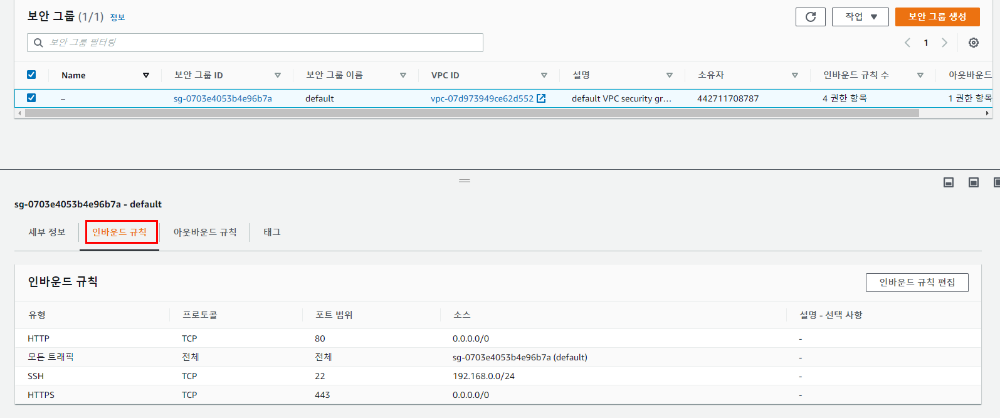 보안 그룹 (1/1) 정보 작업 보안 그룹 생성
보안 그룹 필터링 1
Name 보안 그룹 ID 보안 그룹 이름 VPC ID 설명 소유자 인바운드 규칙 수 아웃바운드
– sg-0703e4053b4e96b7a default vpc-07d973949ce62d552 default VPC security gr... 442711708787 4 권한 항목 1 권한 항목
sg-0703e4053b4e96b7a - default
세부 정보 인바운드 규칙 아웃바운드 규칙 태그
인바운드 규칙 인바운드 규칙 편집
유형 프로토콜 포트 범위 소스 설명 - 선택 사항
HTTP TCP 80 0.0.0.0/0 -
모든 트래픽 전체 전체 sg-0703e4053b4e96b7a (default) -
SSH TCP 22 192.168.0.0/24 -
HTTPS TCP 443 0.0.0.0/0 -